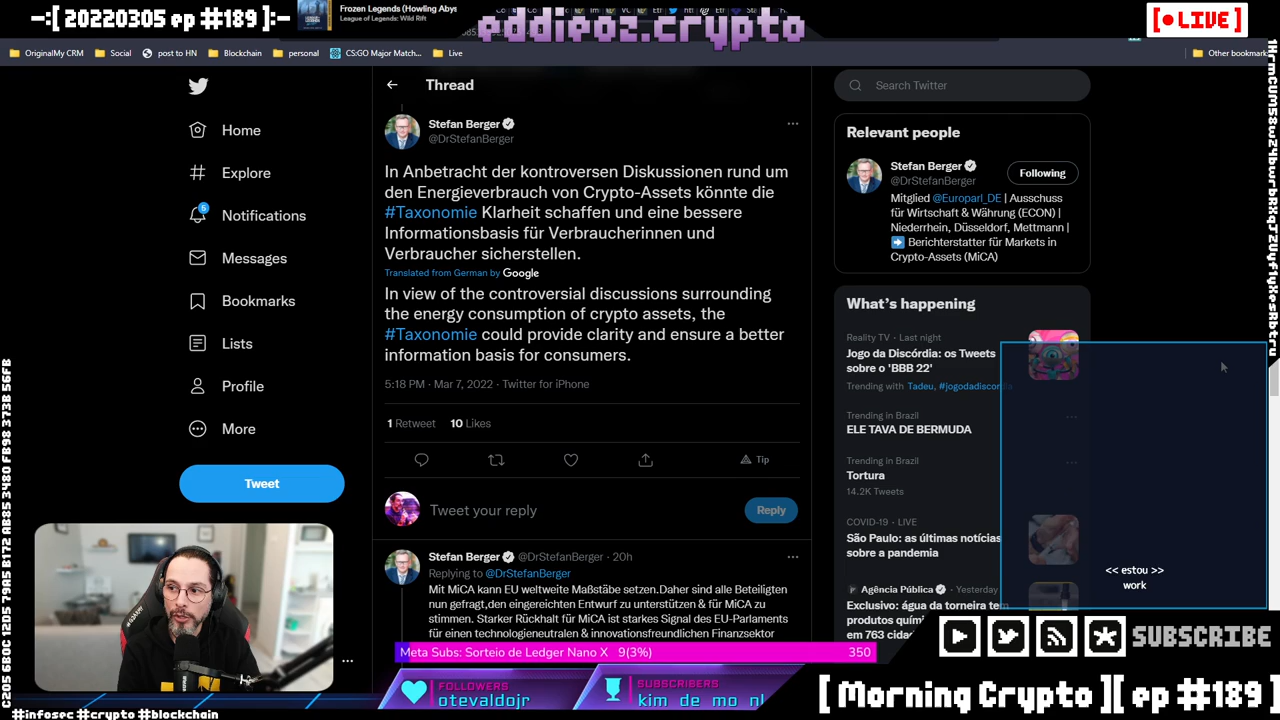 -:[ 20220305 ep #189 ]:-
Frozen Legends (Howling Abys
League of Legends: Wild Rift
eddieoz.crypto
[•LIVE]
OriginalMy CRM
Social
post to HN
Blockchain
personal
CS:GO Major Match...
Live
Other bookmark
Home
Explore
5
Notifications
Messages
Bookmarks
Lists
Profile
More
Tweet
Thread
Stefan Berger
@DrStefanBerger
In Anbetracht der kontroversen Diskussionen rund um
den Energieverbrauch von Crypto-Assets könnte die
#Taxonomie Klarheit schaffen und eine bessere
Informationsbasis für Verbraucherinnen und
Verbraucher sicherstellen.
Translated from German by Google
In view of the controversial discussions surrounding
the energy consumption of crypto assets, the
#Taxonomie could provide clarity and ensure a better
information basis for consumers.
5:18 PM · Mar 7, 2022 · Twitter for iPhone
1 Retweet 10 Likes
Tip
Tweet your reply
Reply
Stefan Berger @DrStefanBerger · 20h
Replying to @DrStefanBerger
Mit MiCA kann EU weltweite Maßstäbe setzen.Daher sind alle Beteiligten
nun gefragt,den eingereichten Entwurf zu unterstützen & für MiCA zu
stimmen. Starker Rückhalt für MiCA ist starkes Signal des EU-Parlaments
für einen technologieneutralen & innovationsfreundlichen Finanzsektor
Search Twitter
Relevant people
Stefan Berger
@DrStefanBerger
Following
Mitglied @Europarl_DE | Ausschuss
für Wirtschaft & Währung (ECON) |
Niederrhein, Düsseldorf, Mettmann |
Berichterstatter für Markets in
Crypto-Assets (MiCA)
What's happening
Reality TV · Last night
Jogo da Discórdia: os Tweets
sobre o 'BBB 22'
Trending with Tadeu, #jogodadiscordia
Trending in Brazil
ELE TAVA DE BERMUDA
Trending in Brazil
Tortura
14.2K Tweets
COVID-19 · LIVE
São Paulo: as últimas notícias
sobre a pandemia
Agência Pública · Yesterday
Exclusivo: água da torneira tem
produtos quími
em 763 cidad
<< estou >>
work
SUBSCRIBE
Meta Subs: Sorteio de Ledger Nano X 9(3%) 350
FOLLOWERS
otevaldojr
SUBSCRIBERS
kim de mo nl
[ Morning Crypto ][ ep #189 ]
infosec #crypto #blockchain